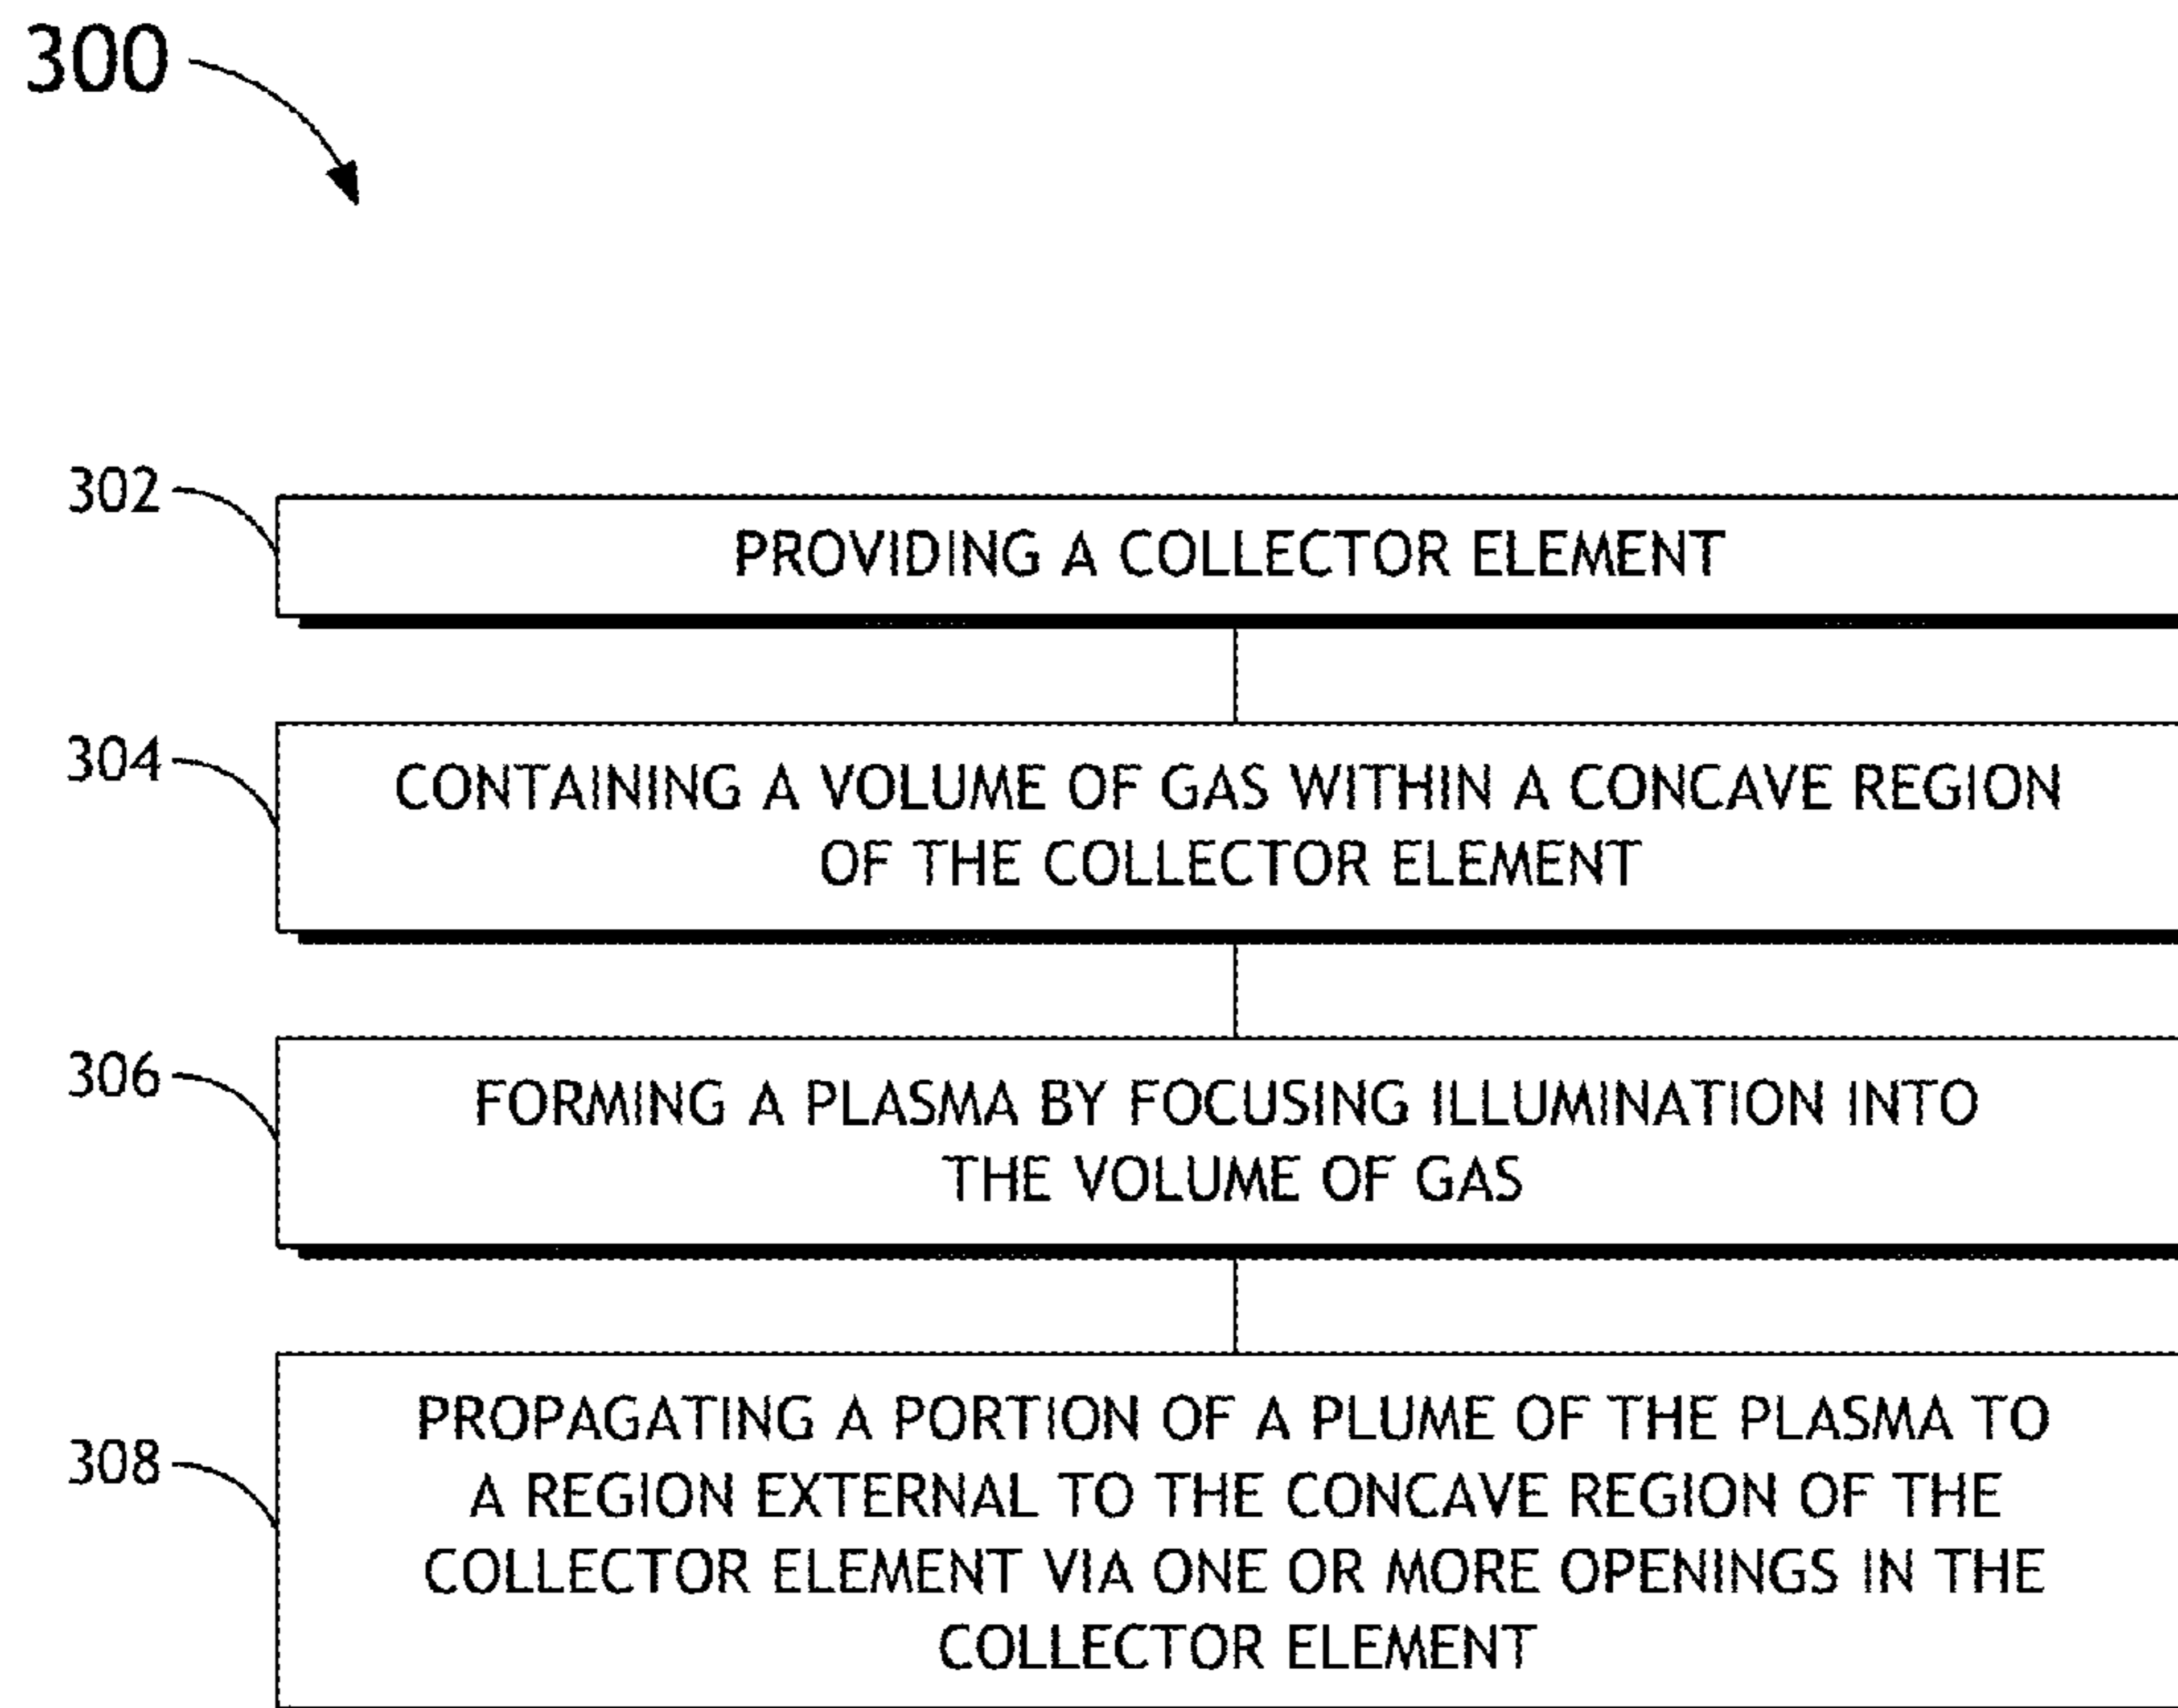 300
302
PROVIDING A COLLECTOR ELEMENT
304
CONTAINING A VOLUME OF GAS WITHIN A CONCAVE REGION
OF THE COLLECTOR ELEMENT
306
FORMING A PLASMA BY FOCUSING ILLUMINATION INTO
THE VOLUME OF GAS
308
PROPAGATING A PORTION OF A PLUME OF THE PLASMA TO
A REGION EXTERNAL TO THE CONCAVE REGION OF THE
COLLECTOR ELEMENT VIA ONE OR MORE OPENINGS IN THE
COLLECTOR ELEMENT